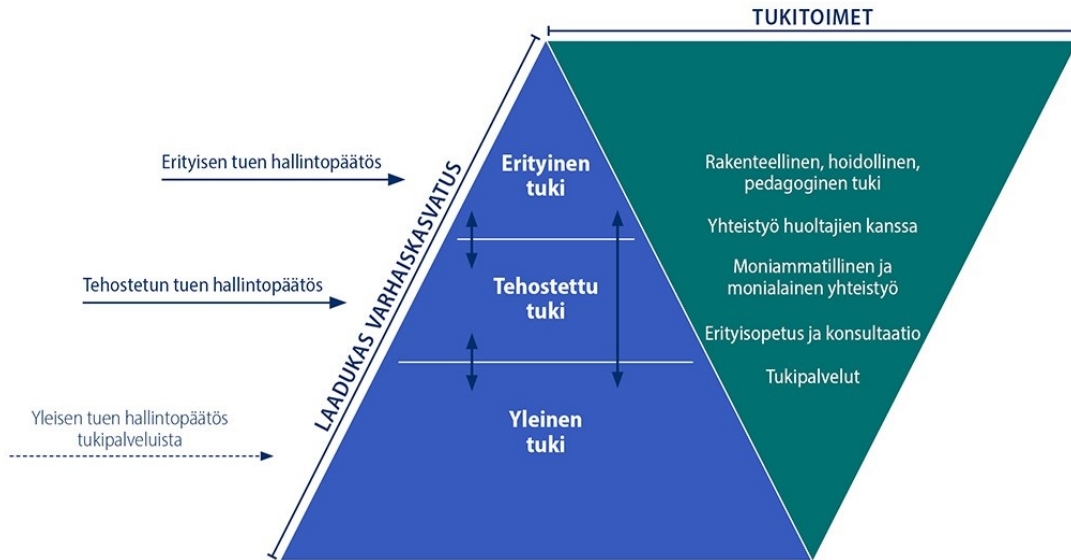 TUKITOIMET
LAADUKAS VARHAISKASVATUS
Erityisen tuen hallintopäätös
Tehostetun tuen hallintopäätös
Yleisen tuen hallintopäätös
tukipalveluista
Erityinen
tuki
Tehostettu
tuki
Yleinen
tuki
Rakenteellinen, hoidollinen,
pedagoginen tuki
Yhteistyö huoltajien kanssa
Moniammatillinen ja
monialainen yhteistyö
Erityisopetus ja konsultaatio
Tukipalvelut